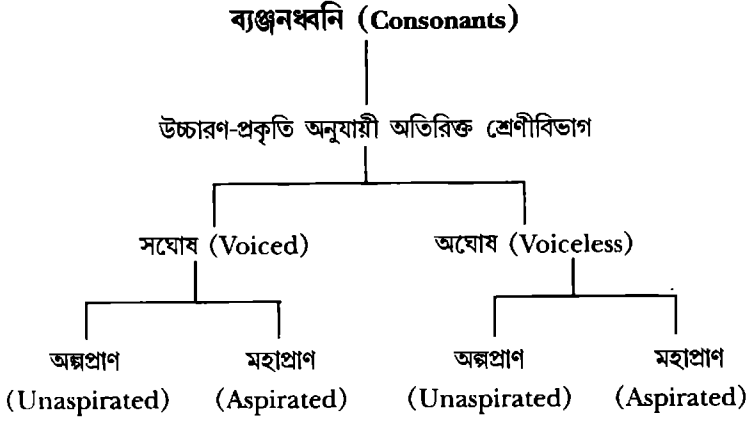 ব্যঞ্জনধ্বনি (Consonants)
উচ্চারণ-প্রকৃতি অনুযায়ী অতিরিক্ত শ্রেণীবিভাগ
সঘোষ (Voiced) অঘোষ (Voiceless)
অল্পপ্রাণ মহাপ্রাণ অল্পপ্রাণ মহাপ্রাণ
(Unaspirated) (Aspirated) (Unaspirated) (Aspirated)